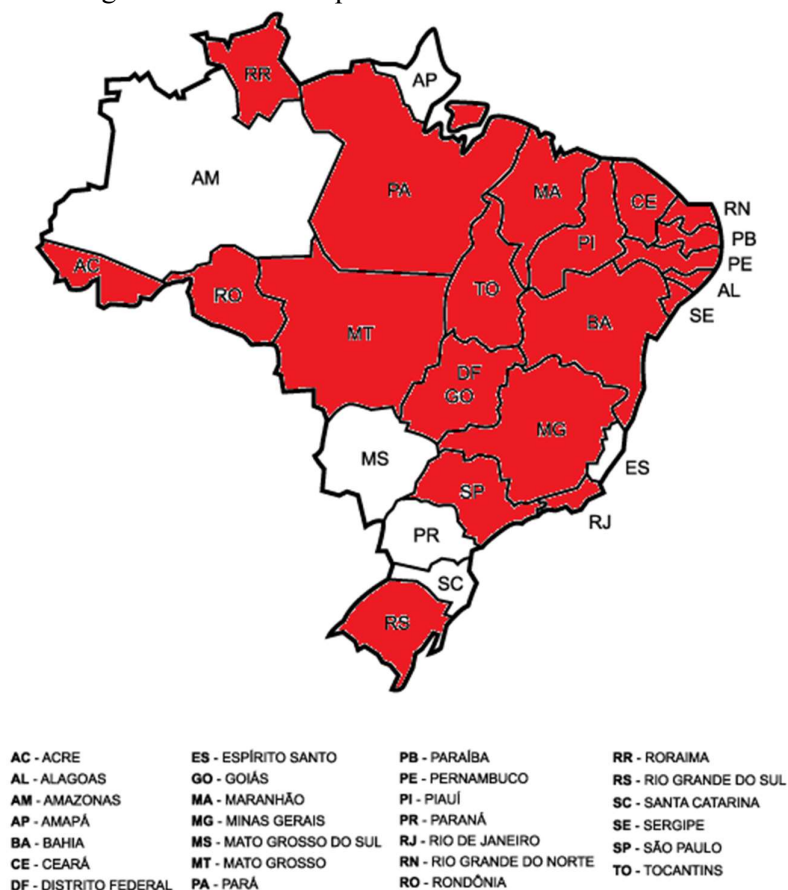 RR
AP
AM
PA
MA
CE
RN
PB
PI
PE
AC
AL
RO
TO
SE
MT
BA
DF
GO
MG
MS
ES
SP
RJ
PR
SC
RS
AC - ACRE
AL - ALAGOAS
AM - AMAZONAS
AP - AMAPÁ
BA - BAHIA
CE - CEARÁ
DF - DISTRITO FEDERAL
ES - ESPÍRITO SANTO
GO - GOIÁS
MA - MARANHÃO
MG - MINAS GERAIS
MS - MATO GROSSO DO SUL
MT - MATO GROSSO
PA - PARÁ
PB - PARAÍBA
PE - PERNAMBUCO
PI - PIAUÍ
PR - PARANÁ
RJ - RIO DE JANEIRO
RN - RIO GRANDE DO NORTE
RO - RONDÔNIA
RR - RORAIMA
RS - RIO GRANDE DO SUL
SC - SANTA CATARINA
SE - SERGIPE
SP - SÃO PAULO
TO - TOCANTINS